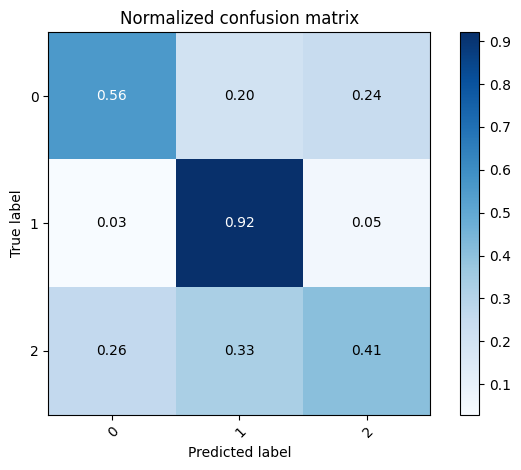 Normalized confusion matrix
True label
0
0.56 0.20 0.24
1
0.03 0.92 0.05
2
0.26 0.33 0.41
0 1 2
Predicted label
0.9
0.8
0.7
0.6
0.5
0.4
0.3
0.2
0.1